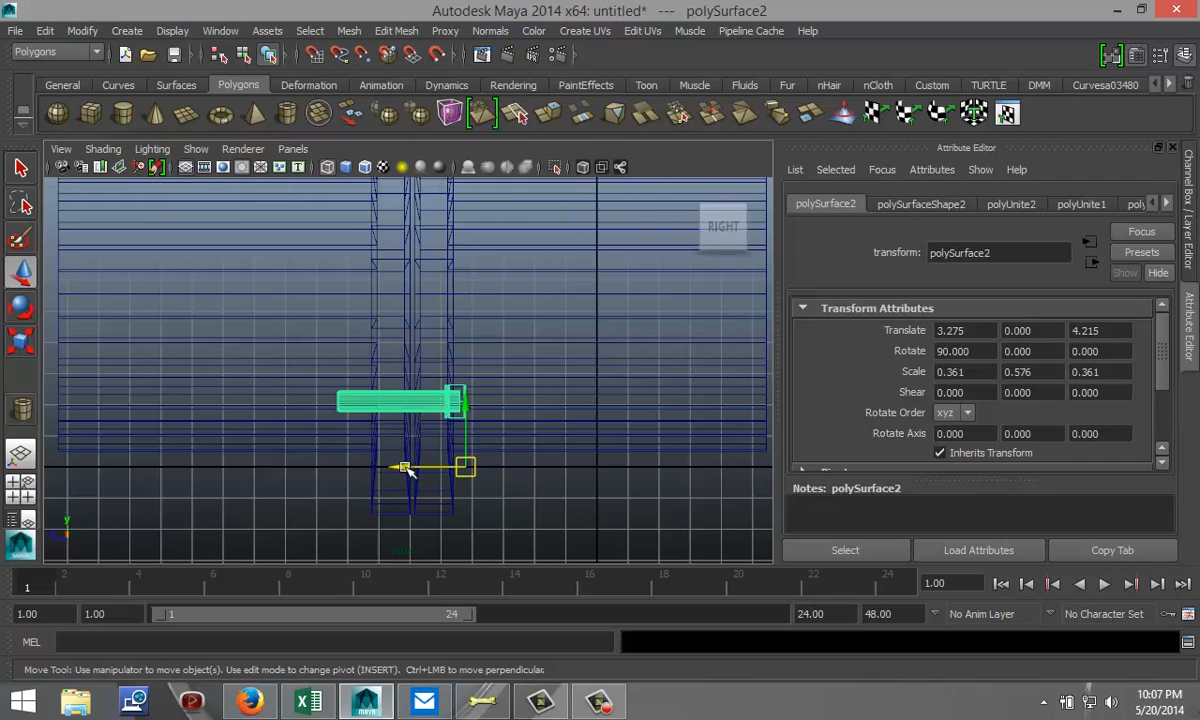 Autodesk Maya 2014 x64: untitled* --- polySurface2
File Edit Modify Create Display Window Assets Select Mesh Edit Mesh Proxy Normals Color Create UVs Edit UVs Muscle Pipeline Cache Help
Polygons
General Curves Surfaces Polygons Deformation Animation Dynamics Rendering PaintEffects Toon Muscle Fluids Fur nHair nCloth Custom TURTLE DMM Curvesa03480
View Shading Lighting Show Renderer Panels
Attribute Editor
List Selected Focus Attributes Show Help
polySurface2 polySurfaceShape2 polyUnite2 polyUnite1 poly
RIGHT
Focus
transform: polySurface2
Presets
Show Hide
Transform Attributes
Translate 3.275 0.000 4.215
Rotate 90.000 0.000 0.000
Scale 0.361 0.576 0.361
Shear 0.000 0.000 0.000
Rotate Order xyz
Rotate Axis 0.000 0.000 0.000
Inherits Transform
Notes: polySurface2
Select Load Attributes Copy Tab
Channel Box / Layer Editor
Attribute Editor
y
2 4 6 8 10 12 14 16 18 20 22 24
1
1.00
1.00 1.00 1 24 24.00 48.00 No Anim Layer No Character Set
MEL
Move Tool: Use manipulator to move object(s). Use edit mode to change pivot (INSERT). Ctrl+LMB to move perpendicular.
10:07 PM
5/20/2014